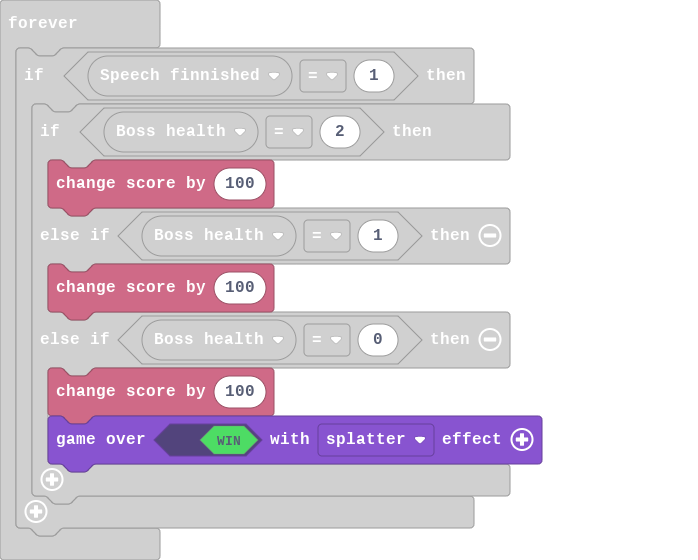 forever
if Speech finnished = 1 then
if Boss health = 2 then
change score by 100
else if Boss health = 1 then
change score by 100
else if Boss health = 0 then
change score by 100
game over WIN with splatter effect